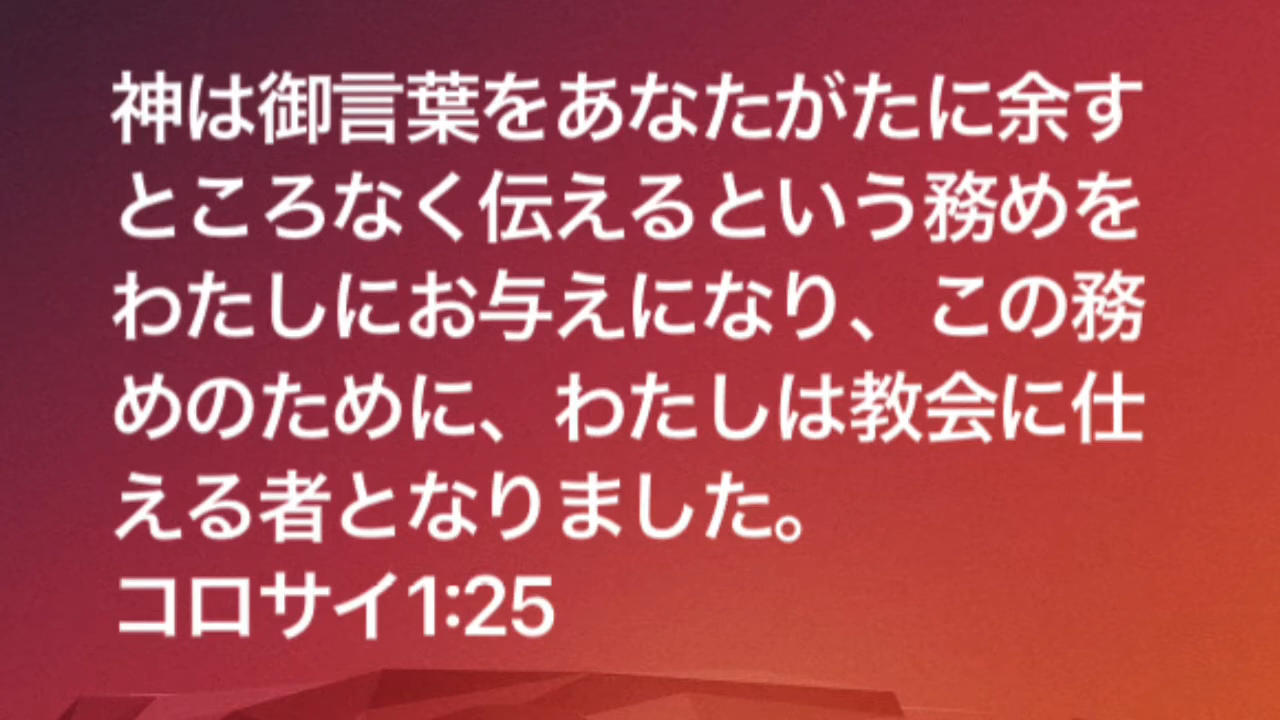 神は御言葉をあなたがたに余す
ところなく伝えるという務めを
わたしにお与えになり、この務
めのために、わたしは教会に仕
える者となりました。
コロサイ1:25